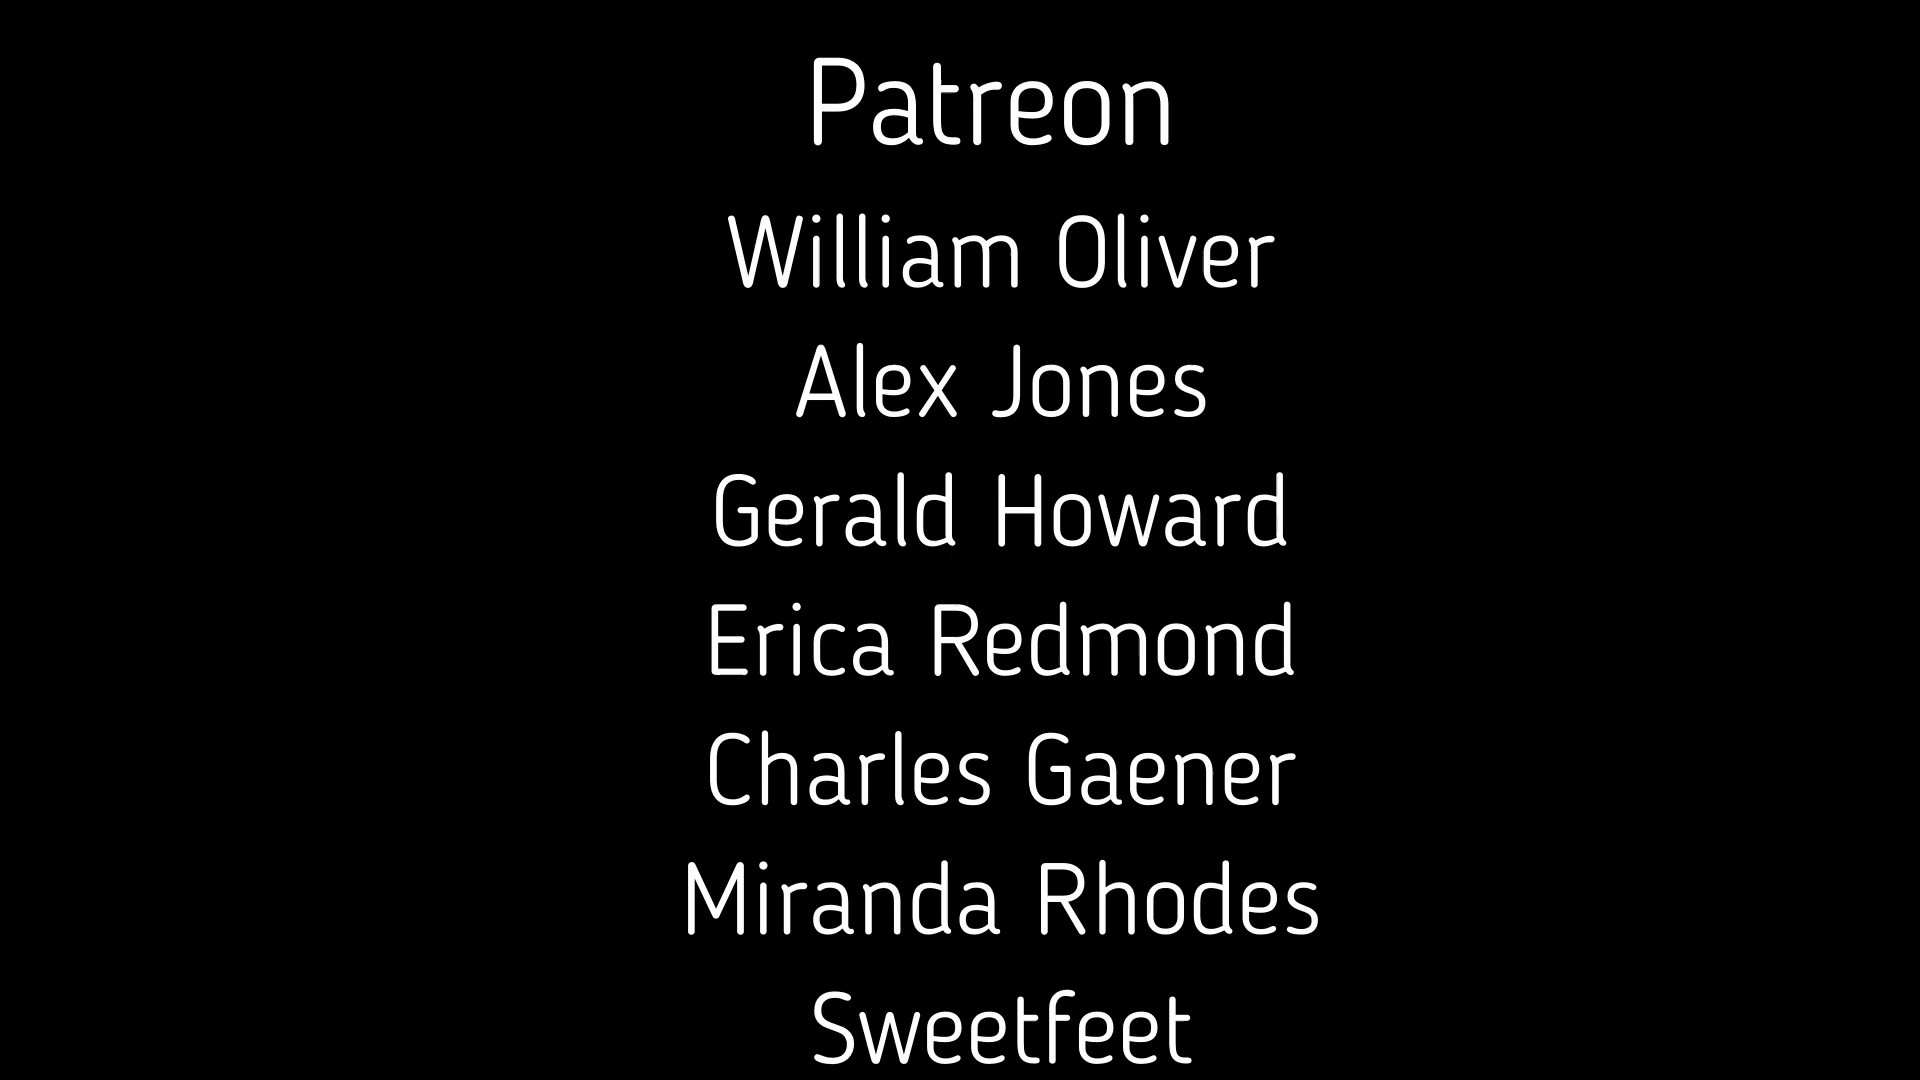 Patreon
William Oliver
Alex Jones
Gerald Howard
Erica Redmond
Charles Gaener
Miranda Rhodes
Sweetfeet